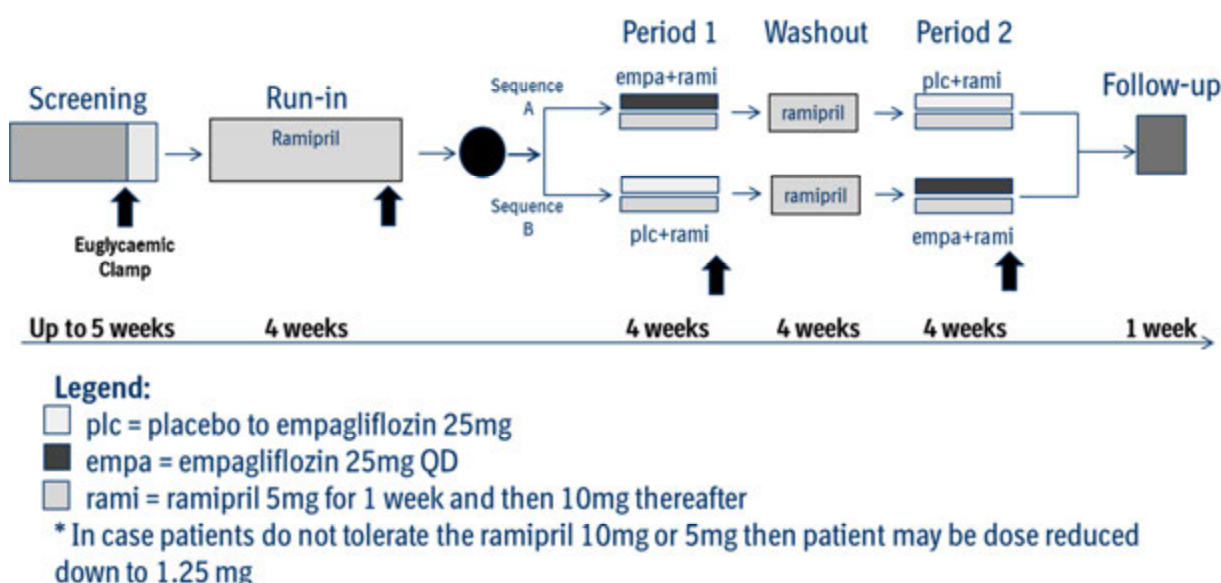 Period 1 Washout Period 2
Screening Run-in Follow-up
empa+rami plc+rami
Sequence
A
Ramipril
ramipril
ramipril
Sequence
B
plc+rami empa+rami
Euglycaemic
Clamp
Up to 5 weeks 4 weeks 4 weeks 4 weeks 4 weeks 1 week
Legend:
plc = placebo to empagliflozin 25mg
empa = empagliflozin 25mg QD
rami = ramipril 5mg for 1 week and then 10mg thereafter
* In case patients do not tolerate the ramipril 10mg or 5mg then patient may be dose reduced
down to 1.25 mg